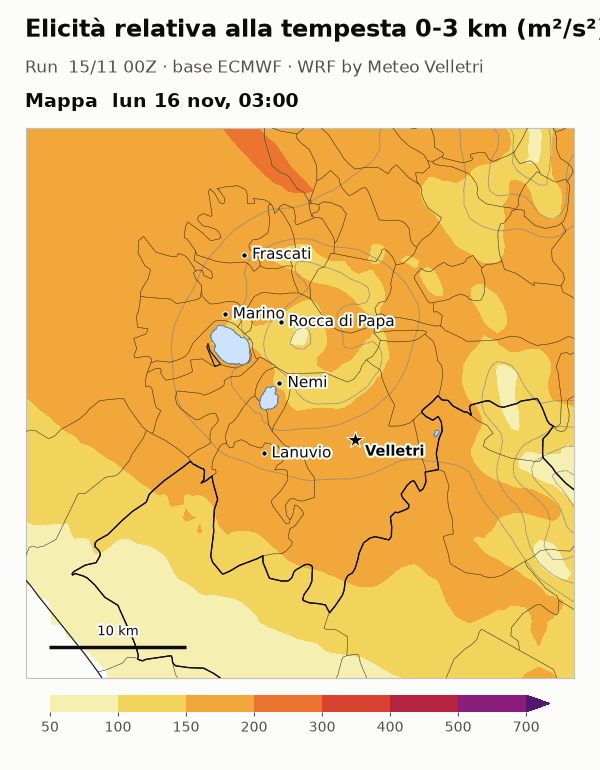 Elicità relativa alla tempesta 0-3 km (m²/s²)
Run 15/11 00Z · base ECMWF · WRF by Meteo Velletri
Mappa lun 16 nov, 03:00
Frascati
Marino
Rocca di Papa
Nemi
Lanuvio
Velletri
10 km
50 100 150 200 300 400 500 700